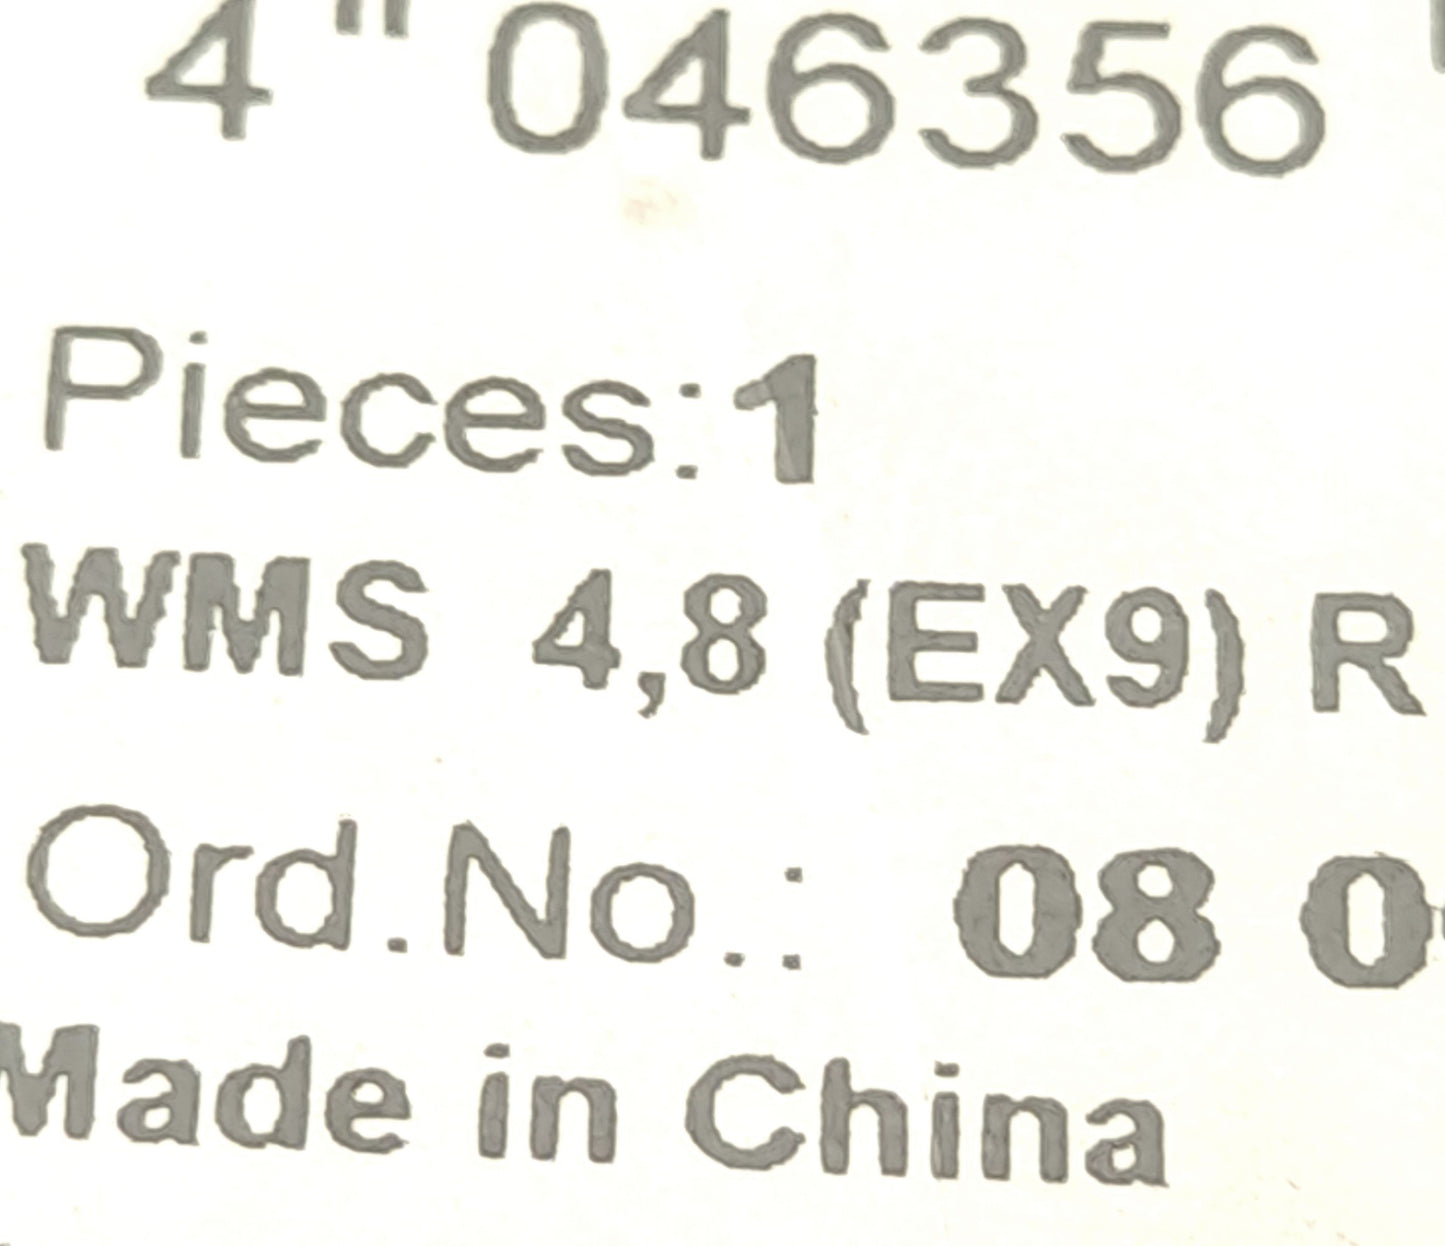 4 046356
Pieces:1
WMS 4,8 (EX9) R
Ord.No.: 08 0
Made in China